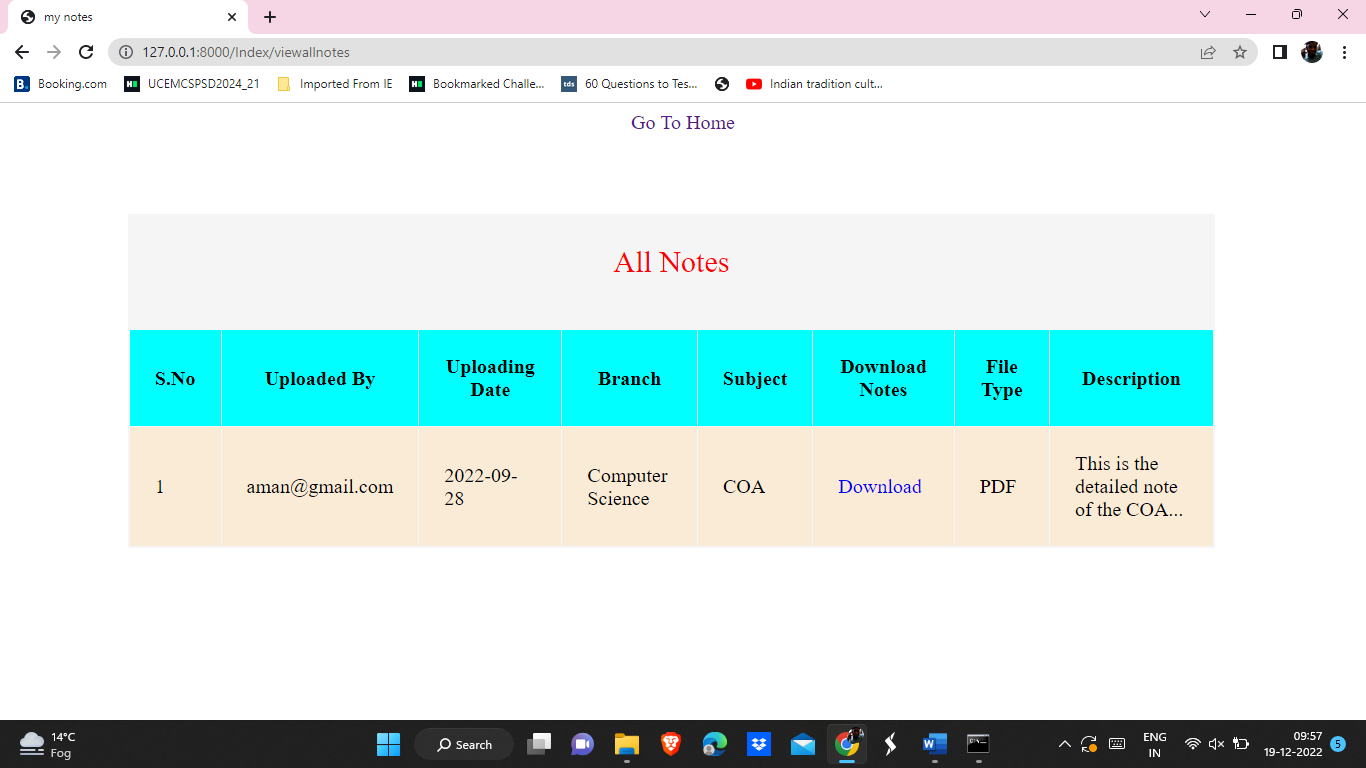 my notes
127.0.0.1:8000/Index/viewallnotes
Booking.com UCEMCSPSD2024_21 Imported From IE Bookmarked Challe... tds 60 Questions to Tes... Indian tradition cult...
Go To Home
All Notes
S.No Uploaded By Uploading Date Branch Subject Download Notes File Type Description
1 aman@gmail.com 2022-09-28 Computer Science COA Download PDF This is the detailed note of the COA...
14°C
Fog
Search
ENG
IN
09:57
19-12-2022
5